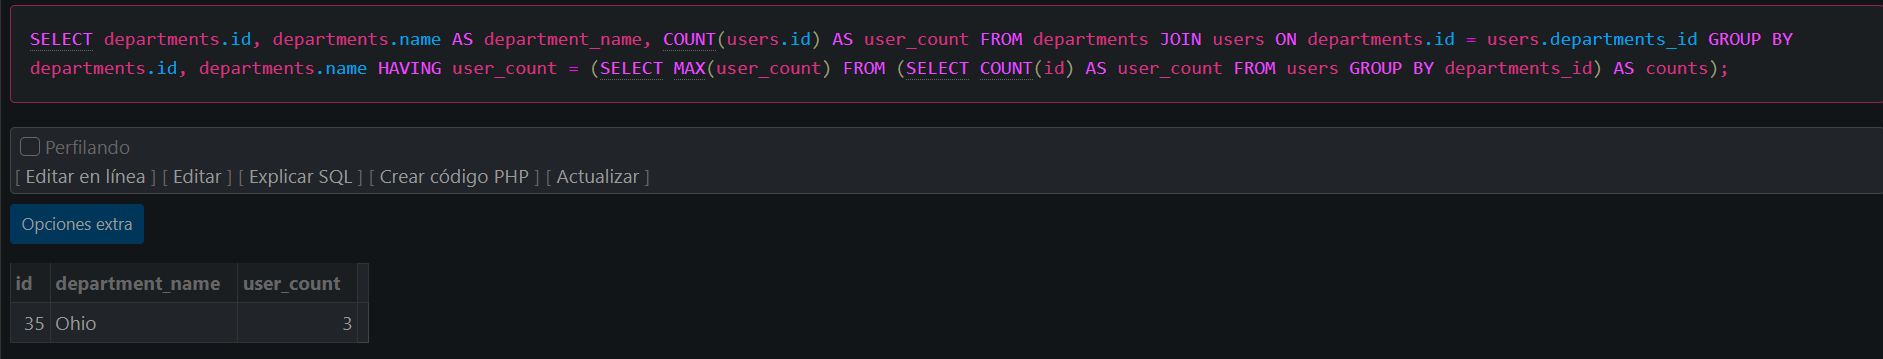 SELECT departments.id, departments.name AS department_name, COUNT(users.id) AS user_count FROM departments JOIN users ON departments.id = users.departments_id GROUP BY
departments.id, departments.name HAVING user_count = (SELECT MAX(user_count) FROM (SELECT COUNT(id) AS user_count FROM users GROUP BY departments_id) AS counts);
Perfilando
[ Editar en línea ] [ Editar ] [ Explicar SQL ] [ Crear código PHP ] [ Actualizar ]
Opciones extra
id department_name user_count
35 Ohio 3